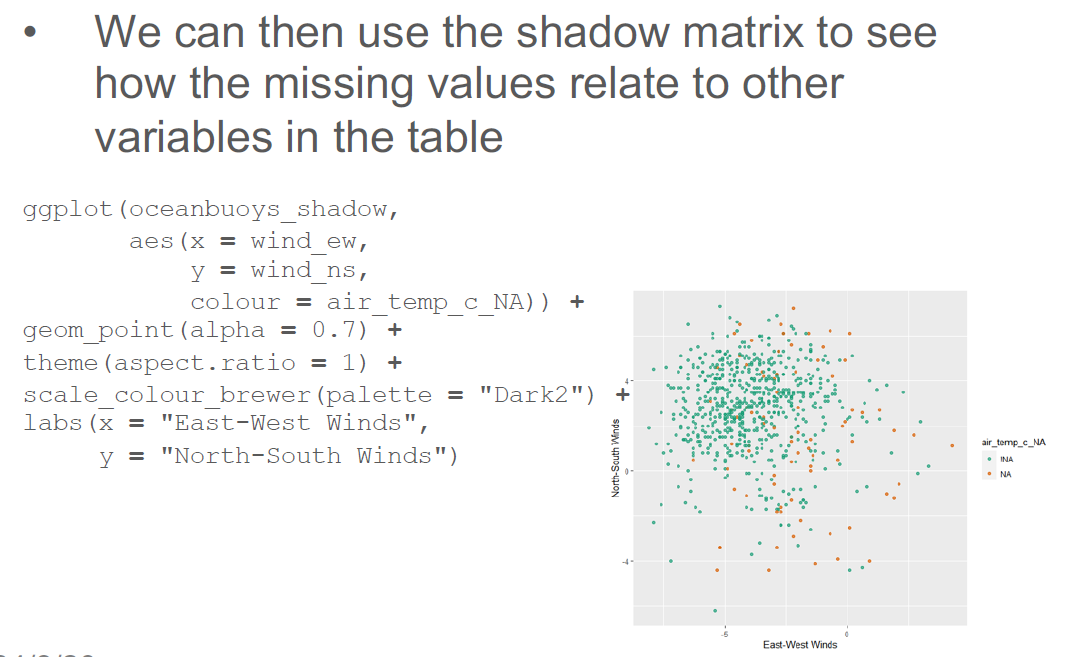 • We can then use the shadow matrix to see
how the missing values relate to other
variables in the table
ggplot(oceanbuoys_shadow,
aes(x = wind_ew,
y = wind_ns,
colour = air_temp_c_NA)) +
geom_point(alpha = 0.7) +
theme(aspect.ratio = 1) +
scale_colour_brewer(palette = "Dark2") +
labs(x = "East-West Winds",
y = "North-South Winds")
North-South Winds
4
0
-4
-5
0
East-West Winds
air_temp_c_NA
!NA
NA